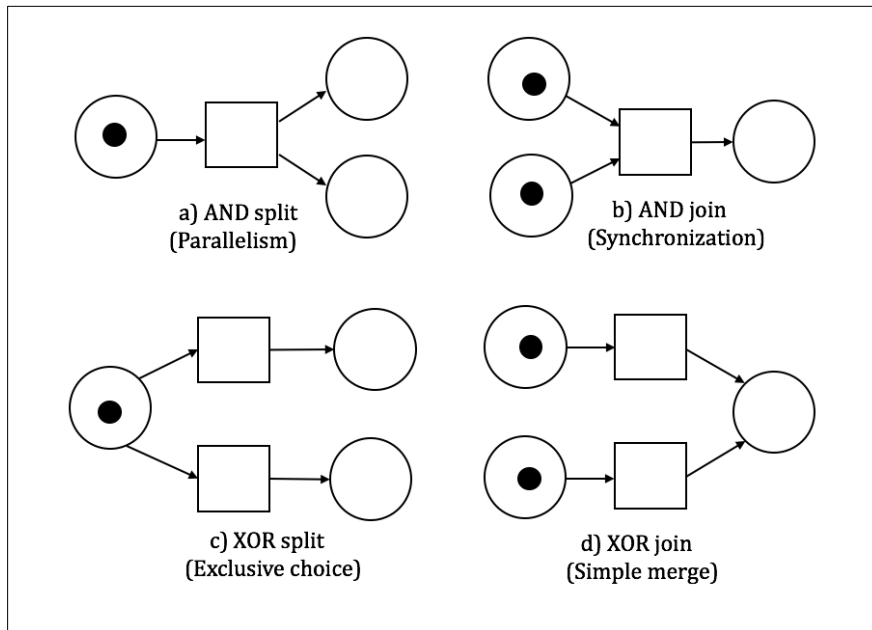 a) AND split
(Parallelism)
b) AND join
(Synchronization)
c) XOR split
(Exclusive choice)
d) XOR join
(Simple merge)